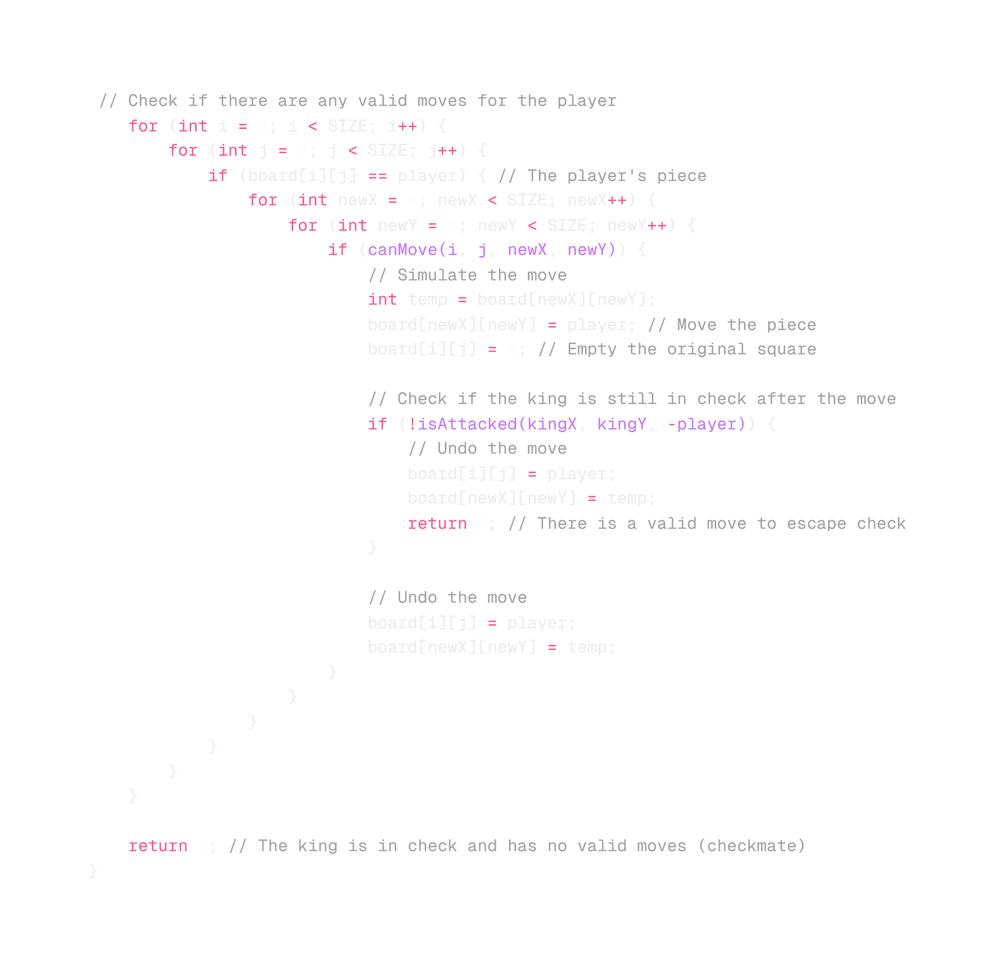 // Check if there are any valid moves for the player
for (int i = 0; i < SIZE; i++) {
for (int j = 0; j < SIZE; j++) {
if (board[i][j] == player) { // The player's piece
for (int newX = 0; newX < SIZE; newX++) {
for (int newY = 0; newY < SIZE; newY++) {
if (canMove(i, j, newX, newY)) {
// Simulate the move
int temp = board[newX][newY];
board[newX][newY] = player; // Move the piece
board[i][j] = ; // Empty the original square
// Check if the king is still in check after the move
if (!isAttacked(kingX, kingY, -player)) {
// Undo the move
board[i][j] = player;
board[newX][newY] = temp;
return ; // There is a valid move to escape check
}
// Undo the move
board[i][j] = player;
board[newX][newY] = temp;
}
}
}
}
}
}
return ; // The king is in check and has no valid moves (checkmate)
}